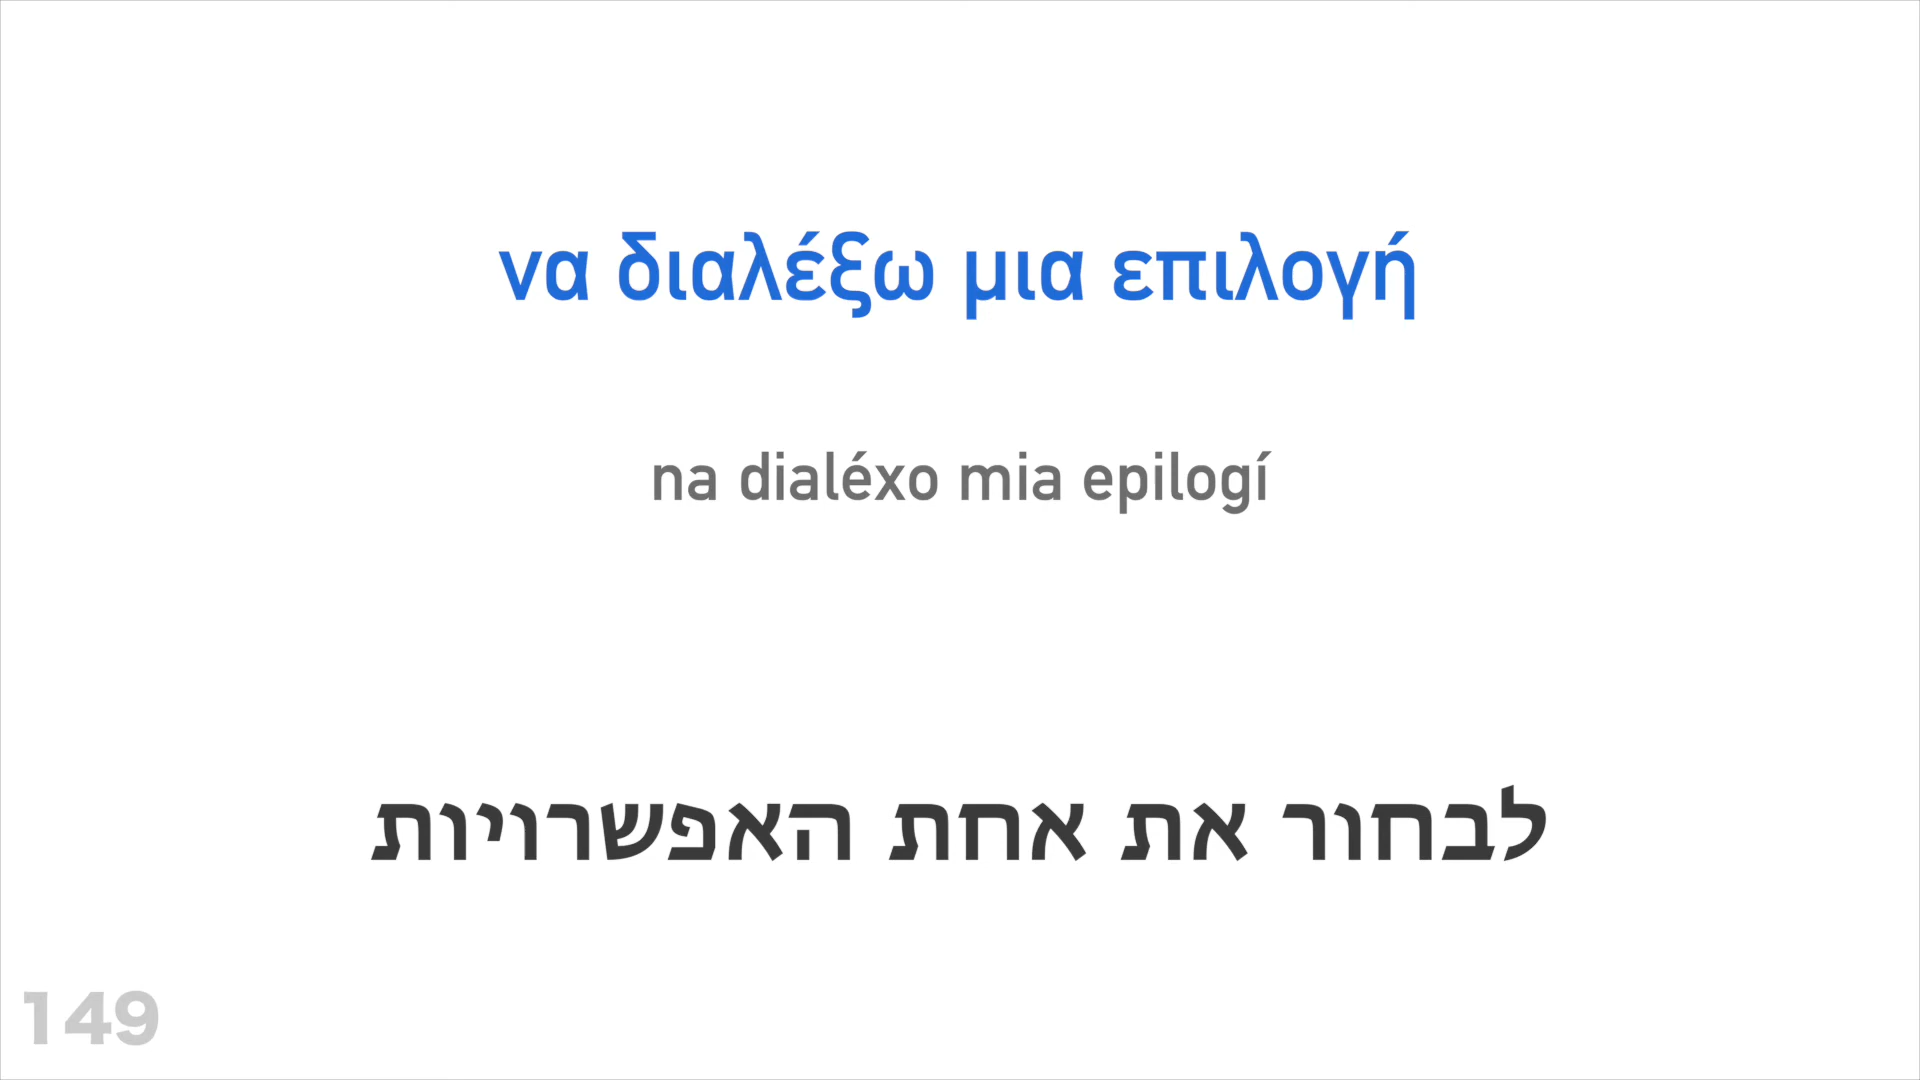 να διαλέξω μια επιλογή
na dialéxo mia epilogí
לבחור את אחת האפשרויות
149